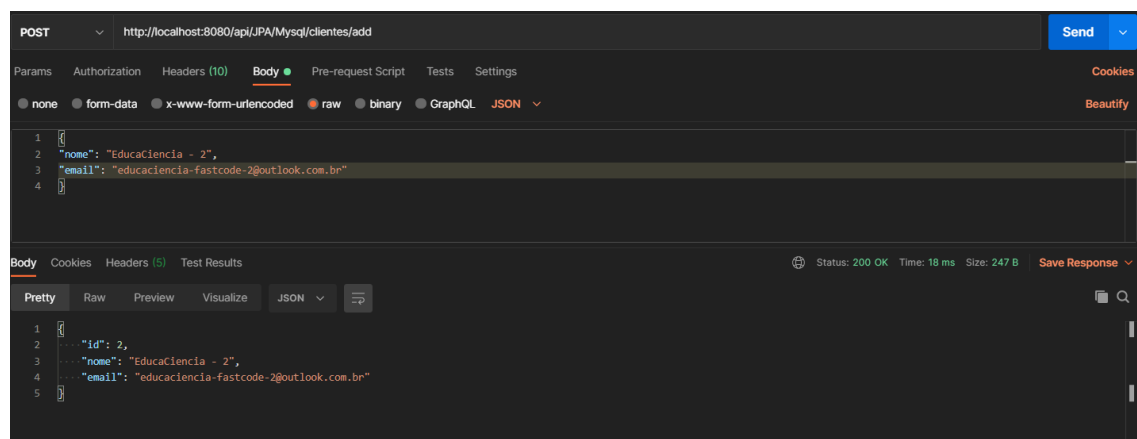 POST http://localhost:8080/api/JPA/Mysql/clientes/add Send
Params Authorization Headers (10) Body Pre-request Script Tests Settings Cookies
none form-data x-www-form-urlencoded raw binary GraphQL JSON Beautify
1 {
2 "nome": "EducaCiencia - 2",
3 "email": "educaciencia-fastcode-2@outlook.com.br"
4 }
Body Cookies Headers (5) Test Results Status: 200 OK Time: 18 ms Size: 247 B Save Response
Pretty Raw Preview Visualize JSON
1 {
2 "id": 2,
3 "nome": "EducaCiencia - 2",
4 "email": "educaciencia-fastcode-2@outlook.com.br"
5 }